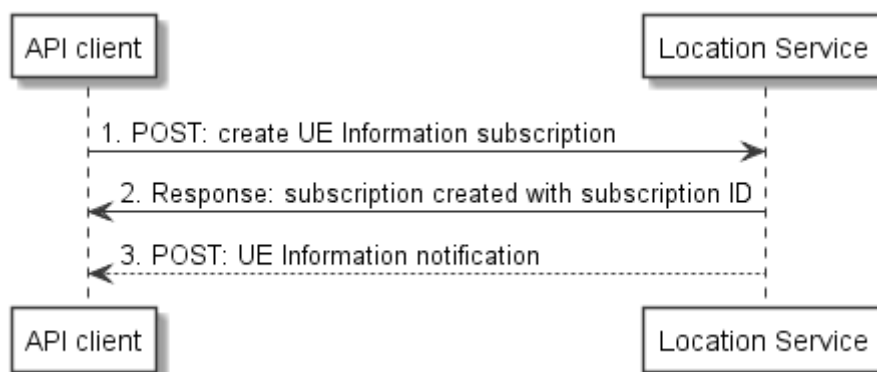 API client
Location Service
1. POST: create UE Information subscription
2. Response: subscription created with subscription ID
3. POST: UE Information notification
API client
Location Service